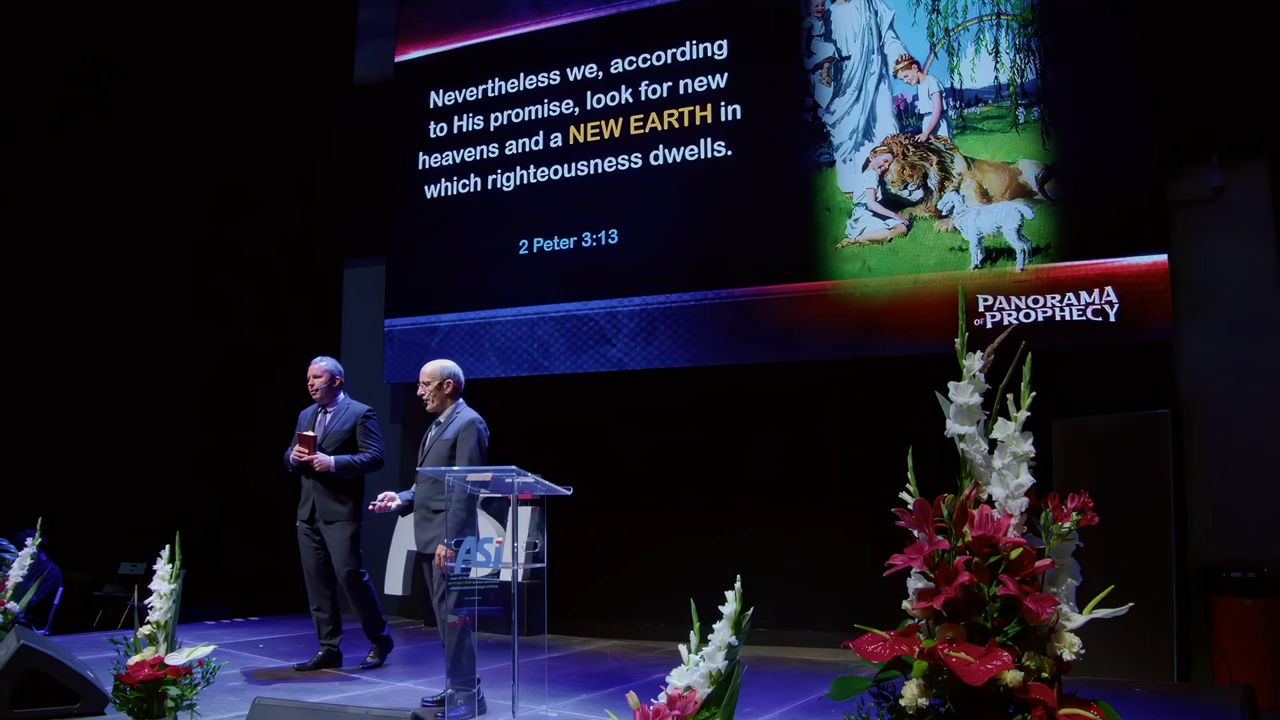 Nevertheless we, according
to His promise, look for new
heavens and a NEW EARTH in
which righteousness dwells.
2 Peter 3:13
PANORAMA
OF PROPHECY
ASi